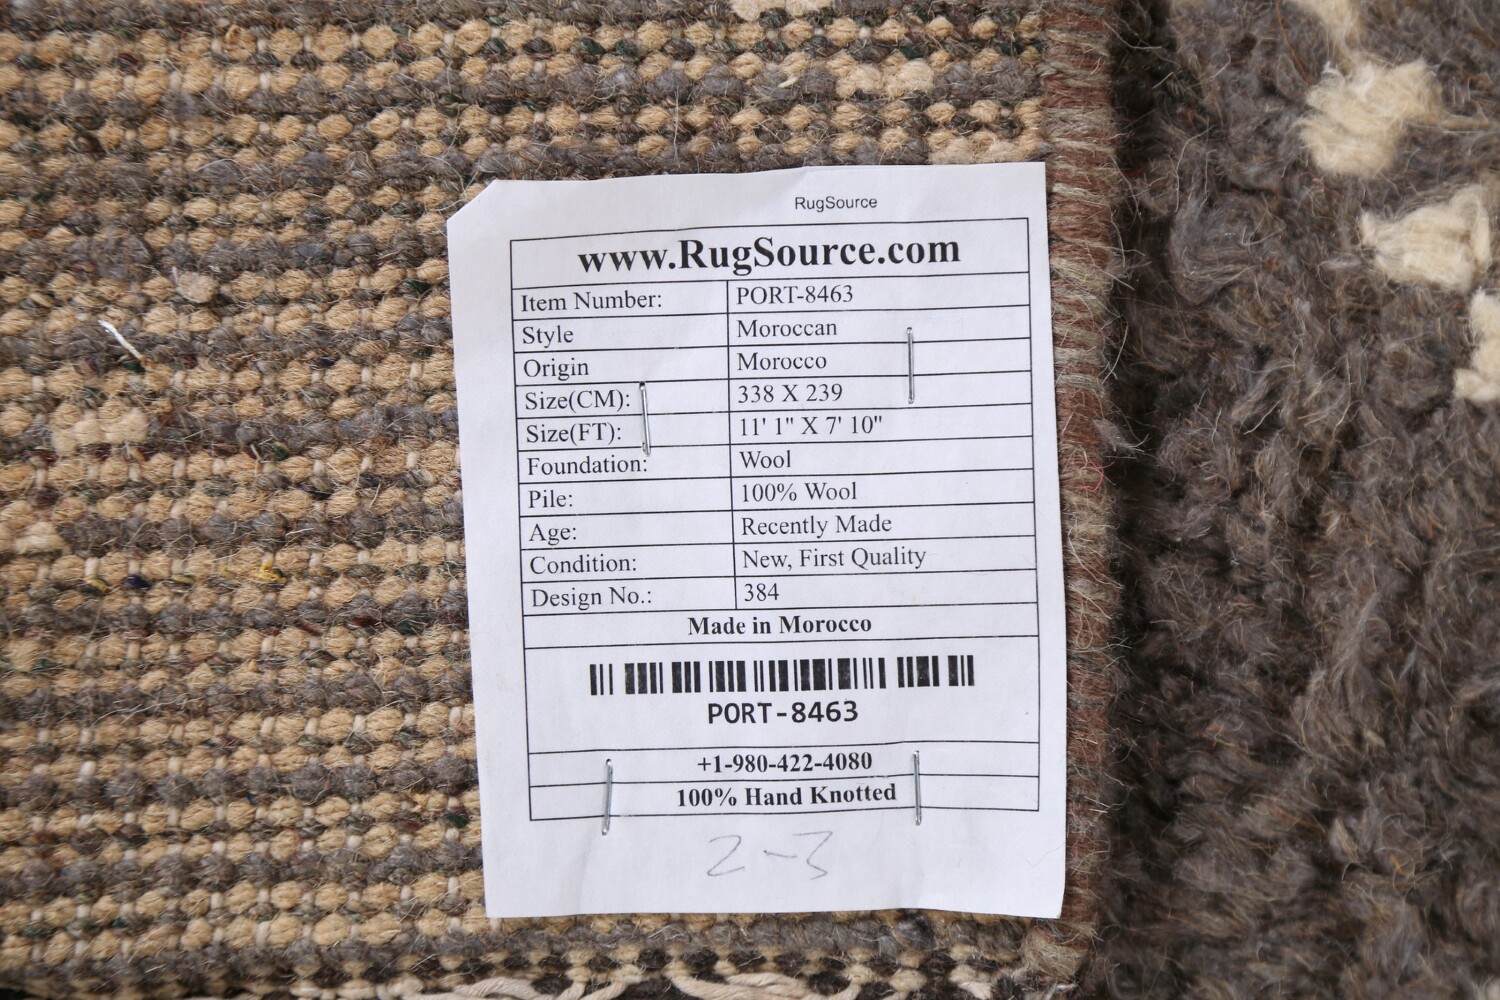 RugSource
www.RugSource.com
Item Number: PORT-8463
Style Moroccan
Origin Morocco
Size(CM): 338 X 239
Size(FT): 11' 1" X 7' 10"
Foundation: Wool
Pile: 100% Wool
Age: Recently Made
Condition: New, First Quality
Design No.: 384
Made in Morocco
PORT-8463
+1-980-422-4080
100% Hand Knotted
2-3